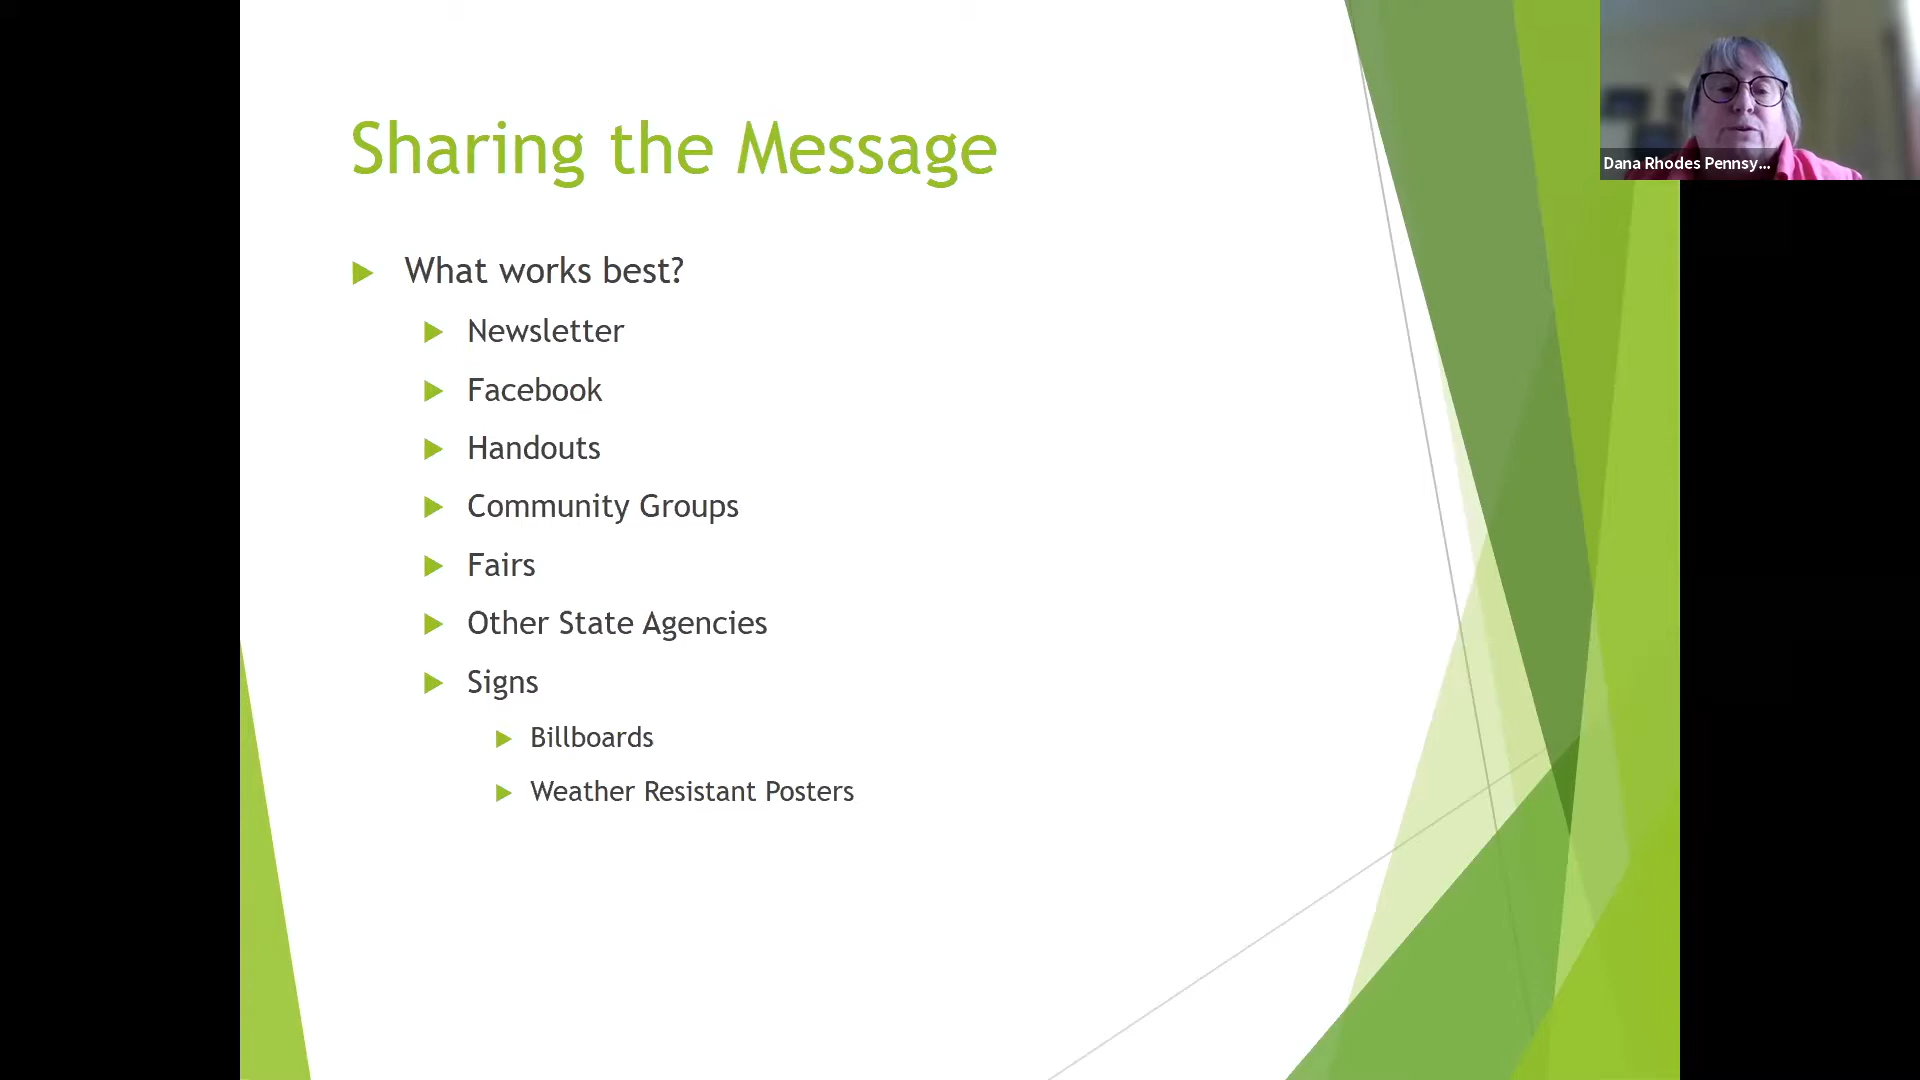 Sharing the Message
What works best?
Newsletter
Facebook
Handouts
Community Groups
Fairs
Other State Agencies
Signs
Billboards
Weather Resistant Posters
Dana Rhodes Pennsy...